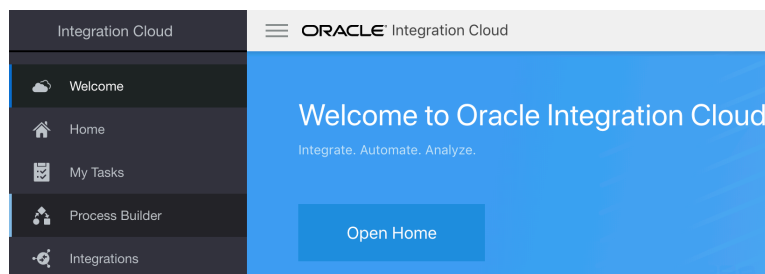 Integration Cloud
Welcome
Home
My Tasks
Process Builder
Integrations
ORACLE® Integration Cloud
Welcome to Oracle Integration Cloud
Integrate. Automate. Analyze.
Open Home